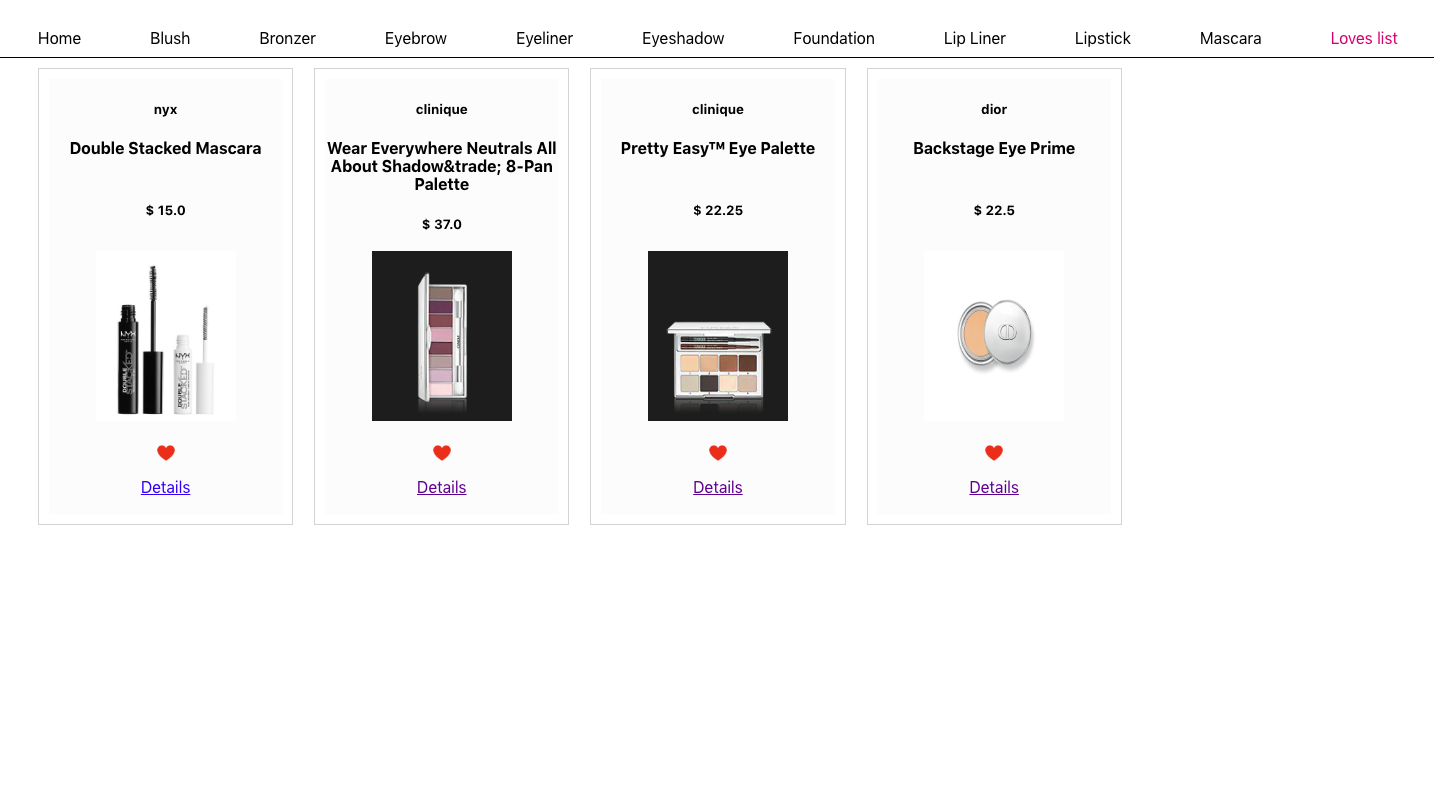 Home Blush Bronzer Eyebrow Eyeliner Eyeshadow Foundation Lip Liner Lipstick Mascara Loves list
nyx
Double Stacked Mascara
$ 15.0
NYX
DOUBLE STACKED
NYX
DOUBLE STACKED
Details
clinique
Wear Everywhere Neutrals All
About Shadow&trade; 8-Pan
Palette
$ 37.0
Details
clinique
Pretty Easy™ Eye Palette
$ 22.25
Details
dior
Backstage Eye Prime
$ 22.5
Details